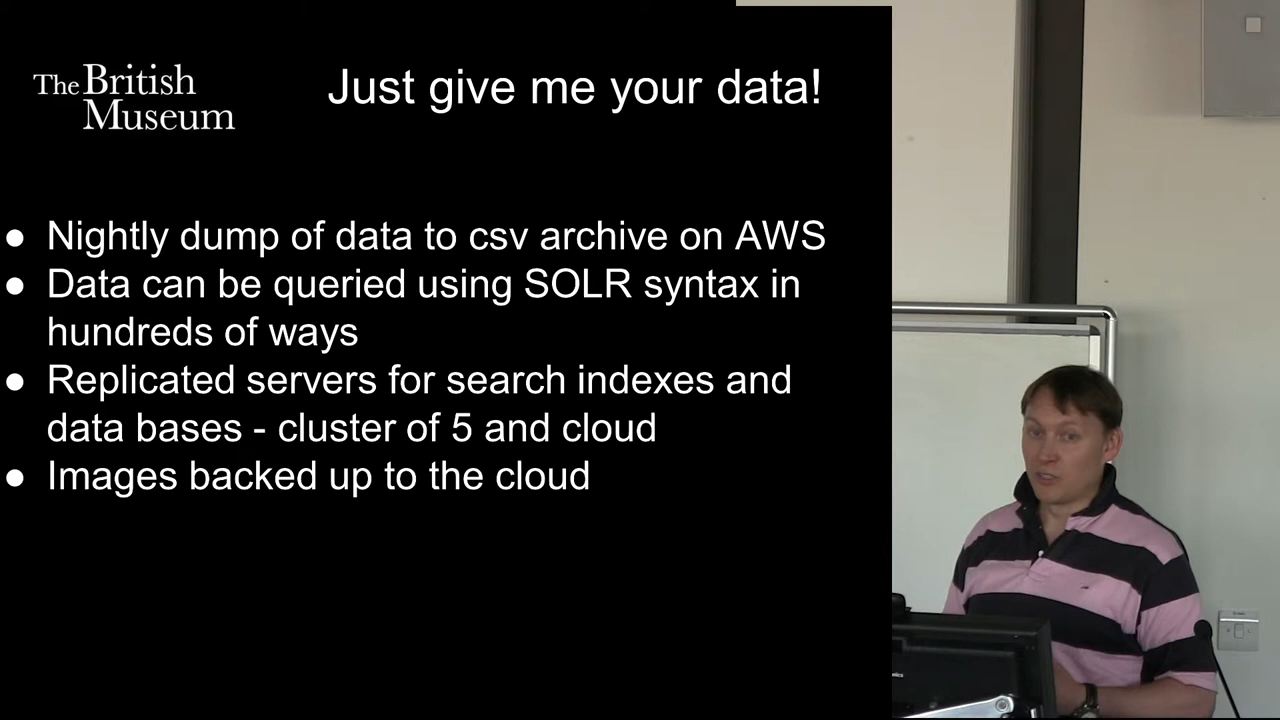 The British
Museum
Just give me your data!
● Nightly dump of data to csv archive on AWS
● Data can be queried using SOLR syntax in
hundreds of ways
● Replicated servers for search indexes and
data bases - cluster of 5 and cloud
● Images backed up to the cloud